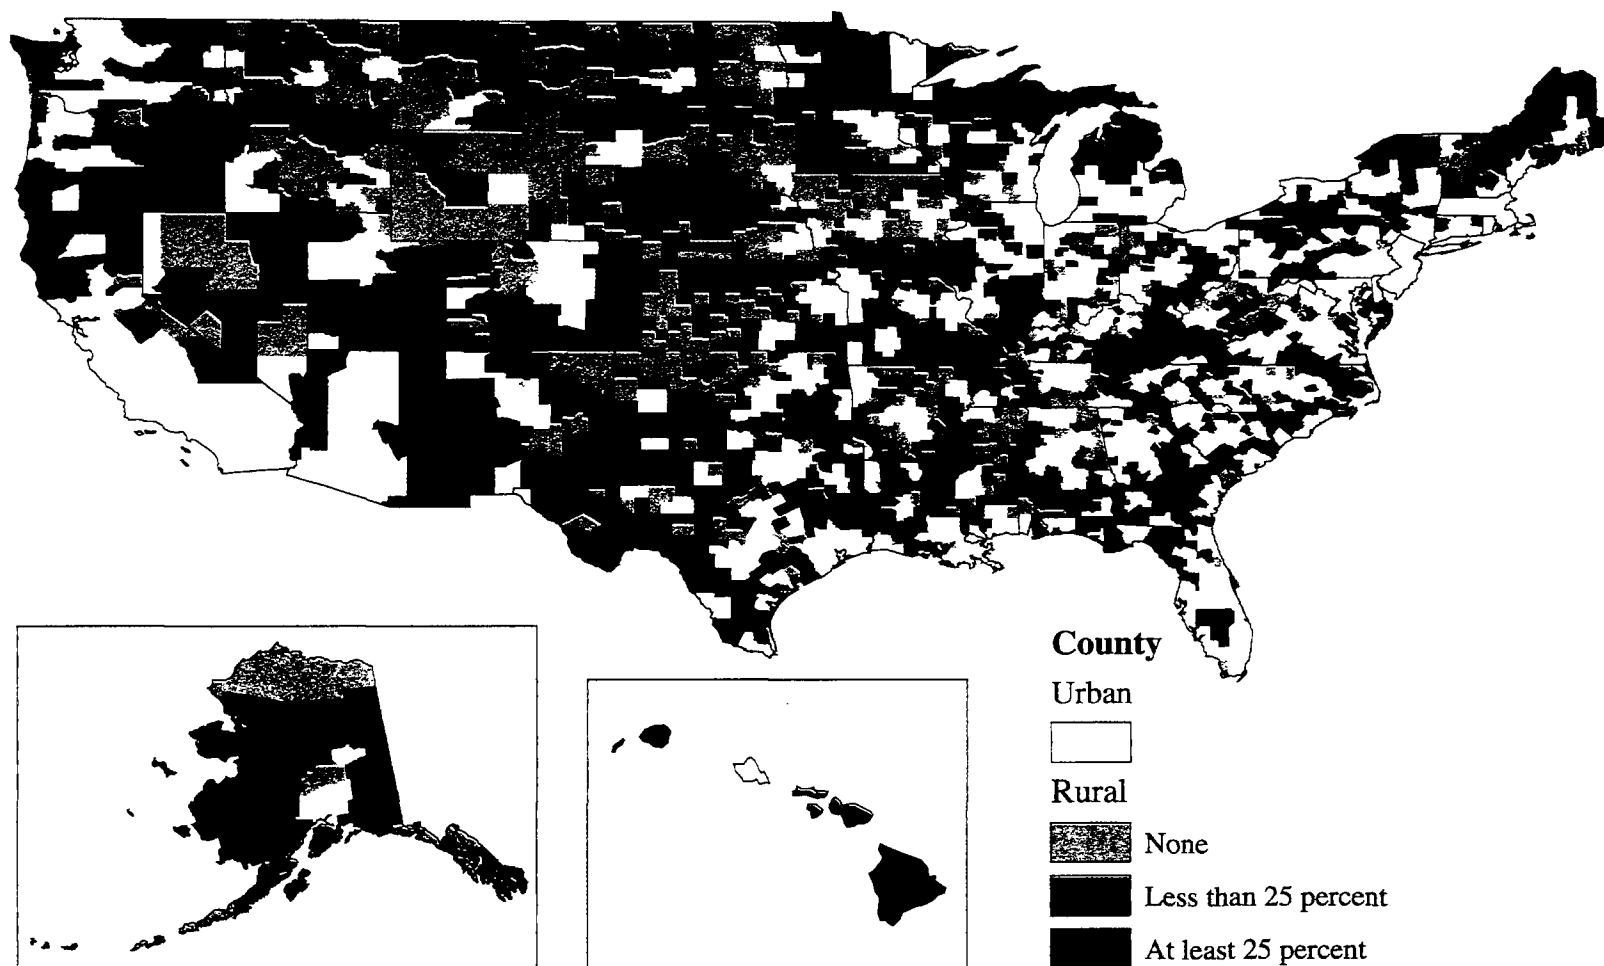 County
Urban
Rural
None
Less than 25 percent
At least 25 percent